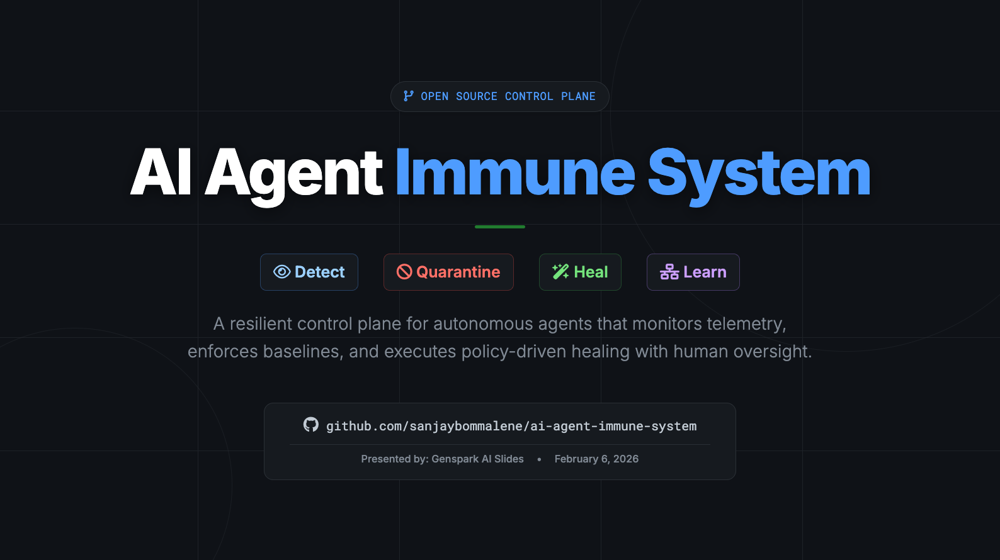 OPEN SOURCE CONTROL PLANE
AI Agent Immune System
Detect
Quarantine
Heal
Learn
A resilient control plane for autonomous agents that monitors telemetry,
enforces baselines, and executes policy-driven healing with human oversight.
github.com/sanjaybommalene/ai-agent-immune-system
Presented by: Genspark AI Slides • February 6, 2026